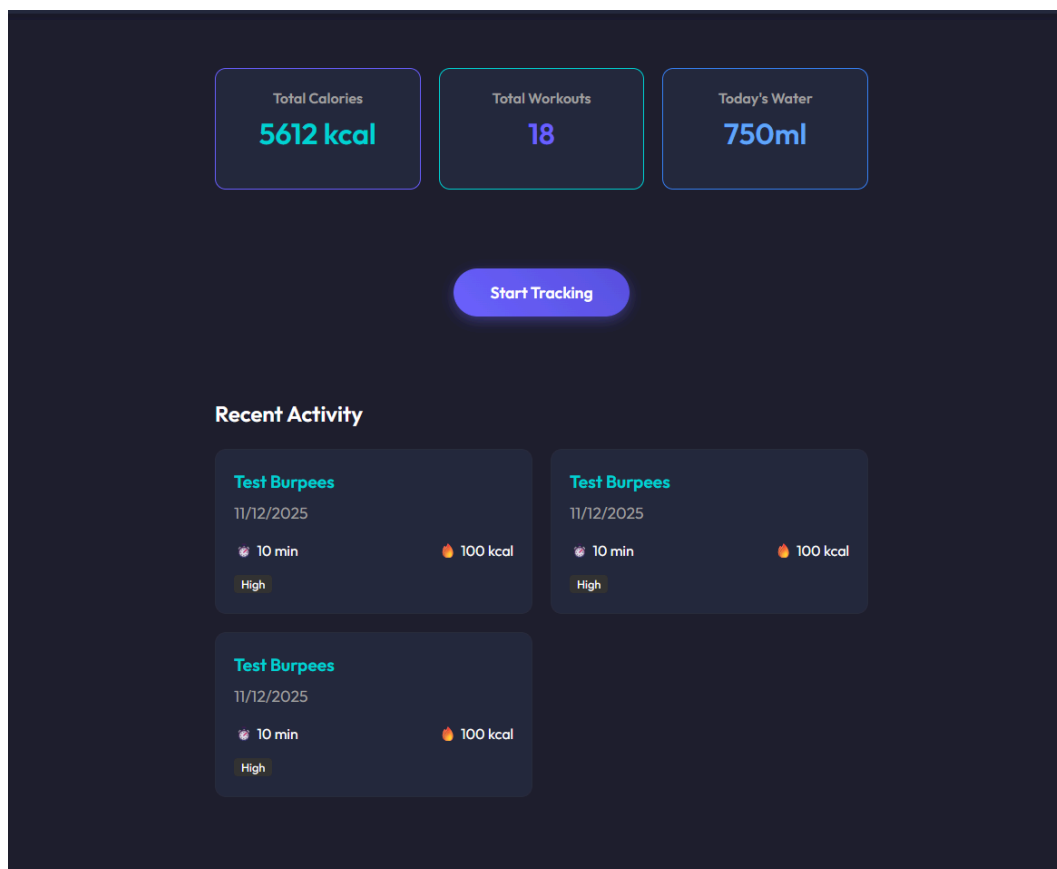 Total Calories
5612 kcal
Total Workouts
18
Today's Water
750ml
Start Tracking
Recent Activity
Test Burpees
11/12/2025
10 min
100 kcal
High
Test Burpees
11/12/2025
10 min
100 kcal
High
Test Burpees
11/12/2025
10 min
100 kcal
High